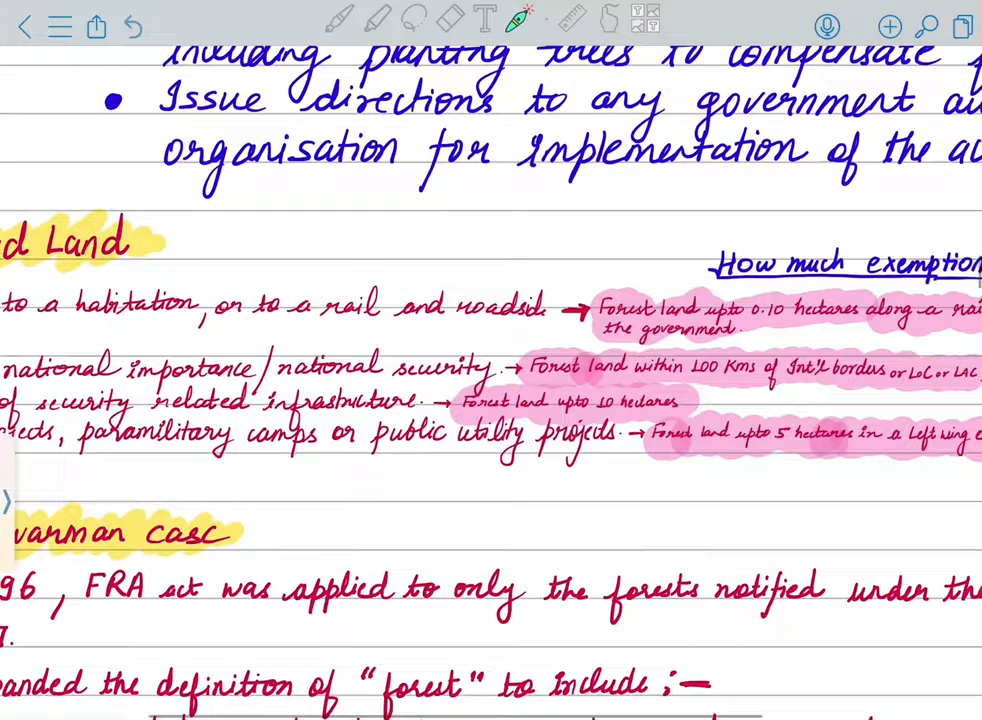 including planting trees to compensate f
• Issue directions to any government au
organisation for implementation of the ac
d Land
How much exemption
to a habitation, or to a rail and roadside → Forest land upto 0.10 hectares along a rai
the government.
national importance/national security. → Forest land within 100 Kms of Int'l borders or LoC or LAC
of security related infrastructure. → Forest land upto 10 hectares
jects, paramilitary camps or public utility projects. → Forest land upto 5 hectares in a Left wing e
varman case
96, FRA act was applied to only the forests notified under the
7.
panded the definition of "forest" to include ;—